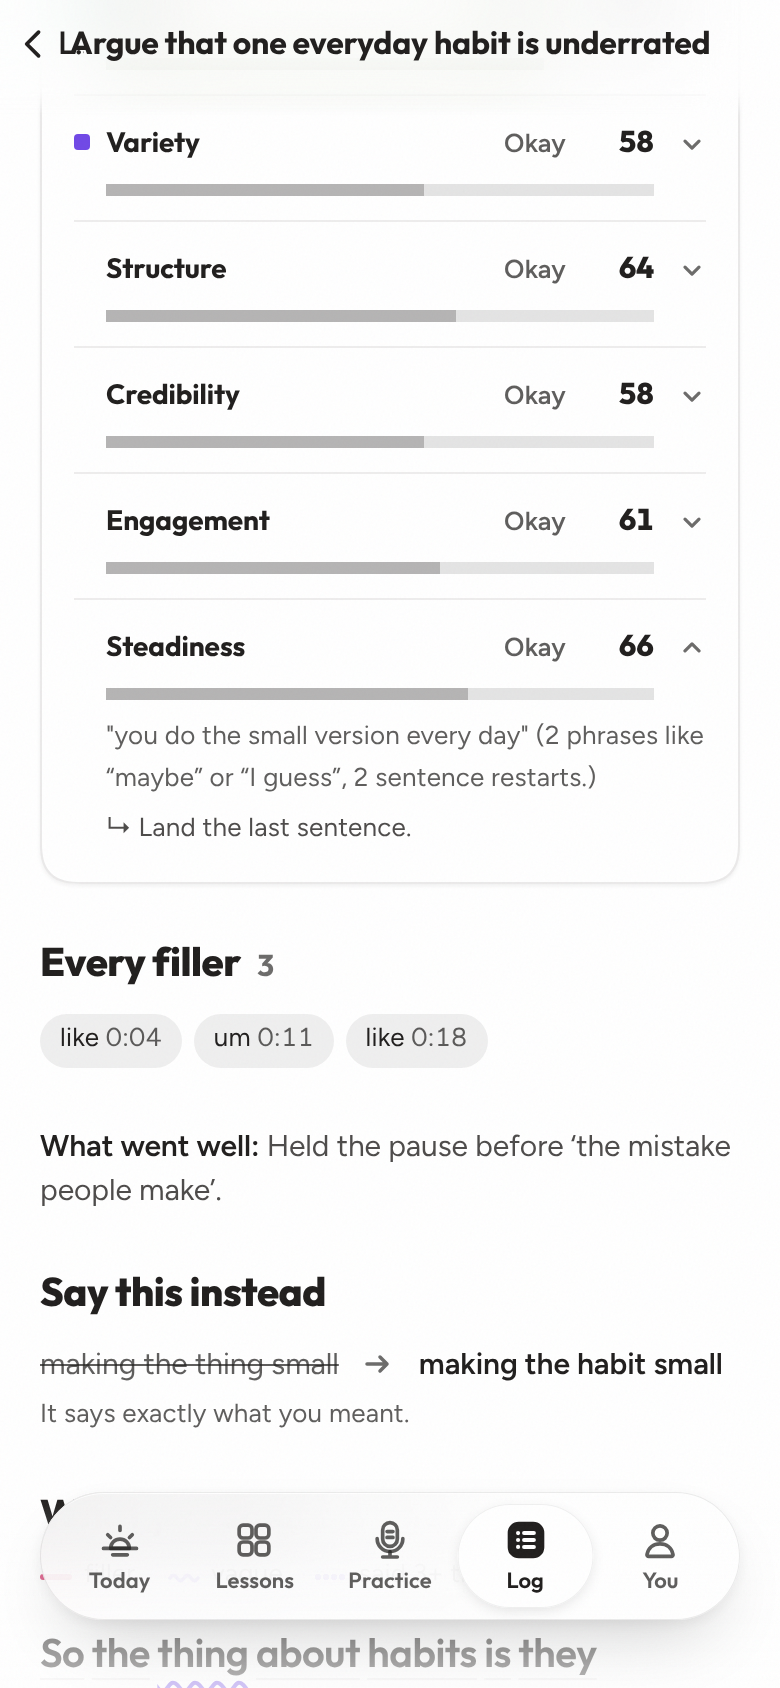 Argue that one everyday habit is underrated
Variety Okay 58
Structure Okay 64
Credibility Okay 58
Engagement Okay 61
Steadiness Okay 66
"you do the small version every day" (2 phrases like
“maybe” or “I guess”, 2 sentence restarts.)
↳ Land the last sentence.
Every filler 3
like 0:04 um 0:11 like 0:18
What went well: Held the pause before ‘the mistake
people make’.
Say this instead
making the thing small → making the habit small
It says exactly what you meant.
Today Lessons Practice Log You
So the thing about habits is they